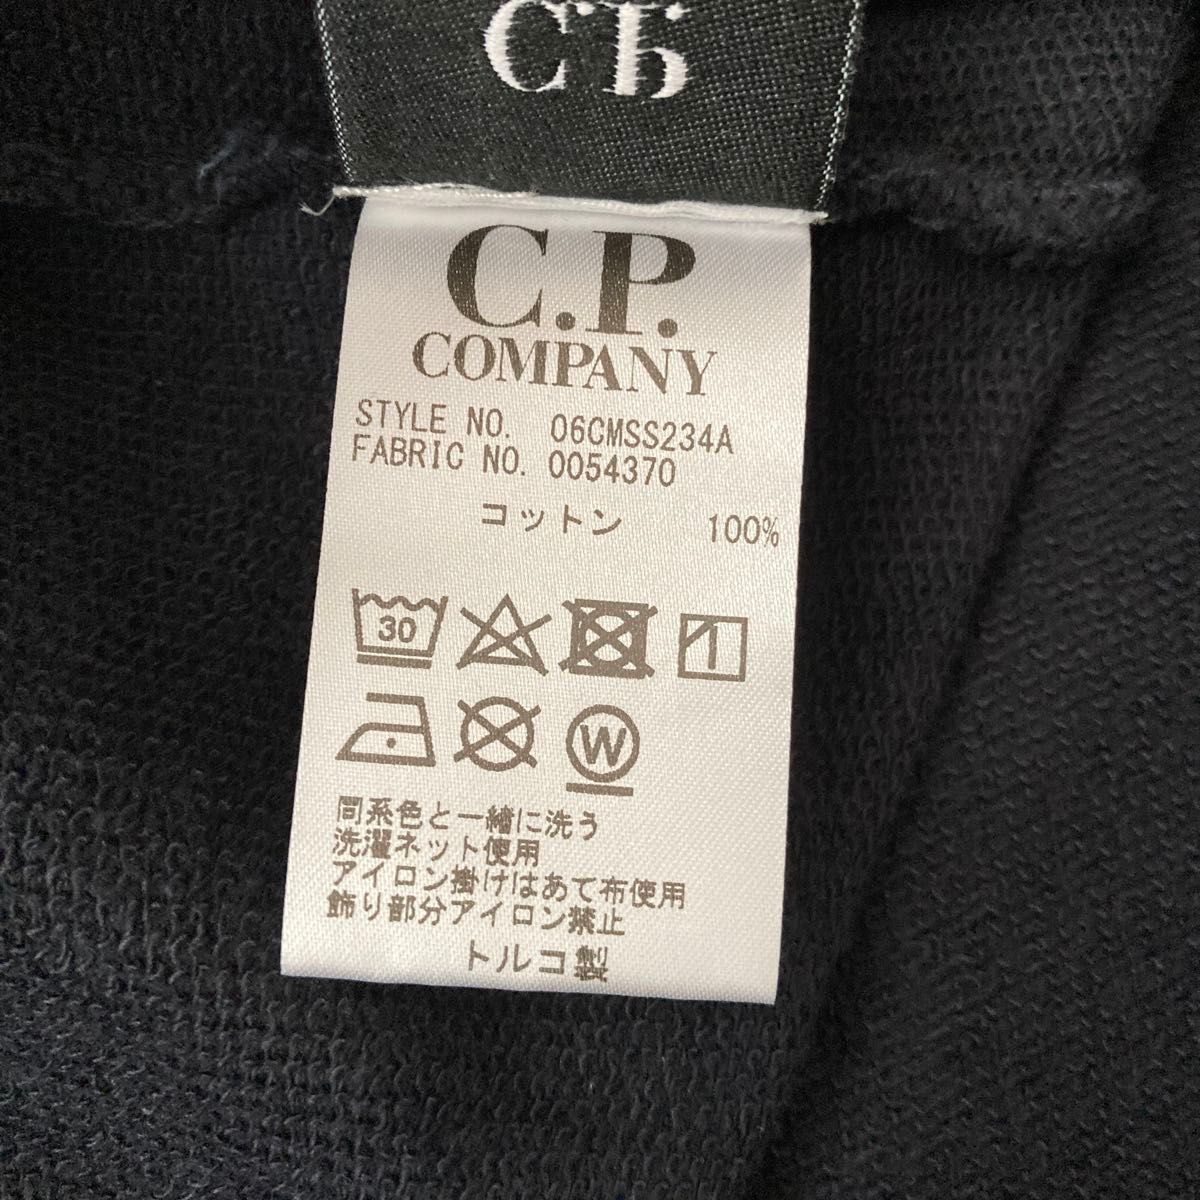 C.P.
C.P.
COMPANY
STYLE NO. 06CMSS234A
FABRIC NO. 0054370
コットン 100%
30
W
同系色と一緒に洗う
洗濯ネット使用
アイロン掛けはあて布使用
飾り部分アイロン禁止
トルコ製